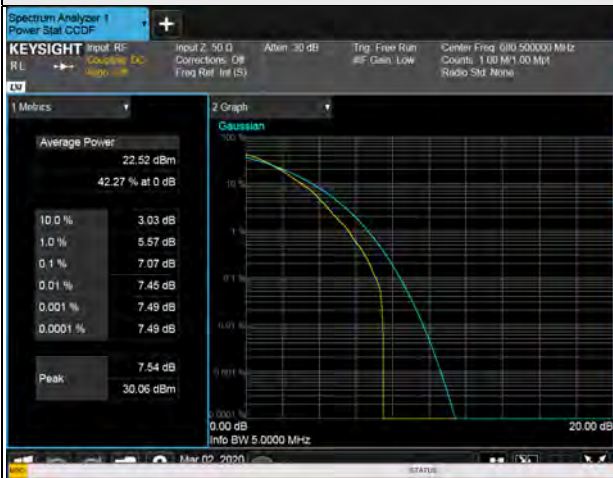 Spectrum Analyzer 1
Power Stat CCDF
KEYSIGHT
RL
Input: RF
Coupling: DC
Align: Off
Input Z: 50 Ω
Corrections: Off
Freq Ref: Int (S)
Atten: 30 dB
Trig: Free Run
#IF Gain: Low
Center Freq: 680.500000 MHz
Counts: 1.00 M/1.00 Mpt
Radio Std: None
LW
1 Metrics
Average Power
22.52 dBm
42.27 % at 0 dB
10.0 % 3.03 dB
1.0 % 5.57 dB
0.1 % 7.07 dB
0.01 % 7.45 dB
0.001 % 7.49 dB
0.0001 % 7.49 dB
Peak
7.54 dB
30.06 dBm
2 Graph
Gaussian
100 %
10 %
1 %
0.1 %
0.01 %
0.001 %
0.0001 %
0.00 dB
20.00 dB
Info BW 5.0000 MHz
Mar 02, 2020
MSG
STATUS